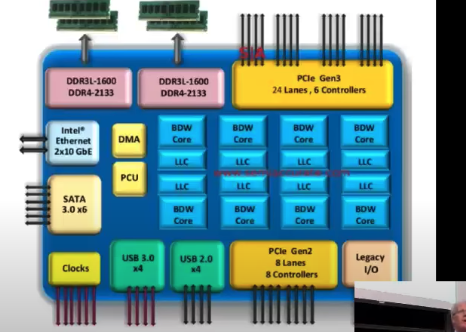 SIA
DDR3L-1600
DDR4-2133
DDR3L-1600
DDR4-2133
PCIe Gen3
24 Lanes , 6 Controllers
Intel®
Ethernet
2x10 GbE
DMA
PCU
BDW
Core
BDW
Core
BDW
Core
BDW
Core
LLC
LLC
LLC
LLC
LLC
LLC
LLC
LLC
BDW
Core
BDW
Core
BDW
Core
BDW
Core
SATA
3.0 x6
Clocks
USB 3.0
x4
USB 2.0
x4
PCIe Gen2
8 Lanes
8 Controllers
Legacy
I/O